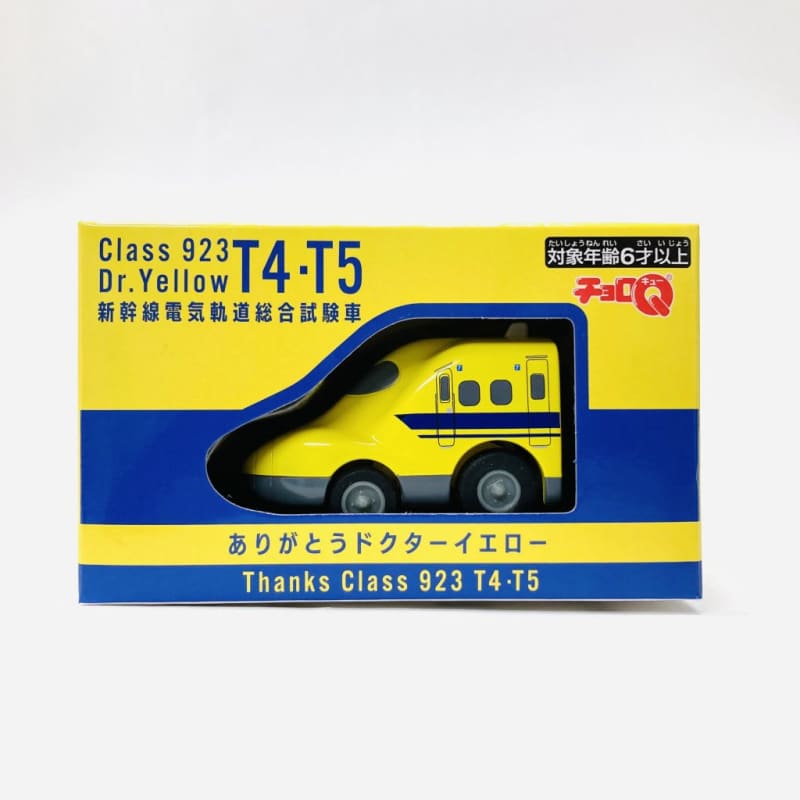 Class 923
Dr.Yellow T4・T5
新幹線電気軌道総合試験車
たいしょうねんれい さい いじょう
対象年齢6才以上
チョロQ
キュー
ありがとうドクターイエロー
Thanks Class 923 T4・T5